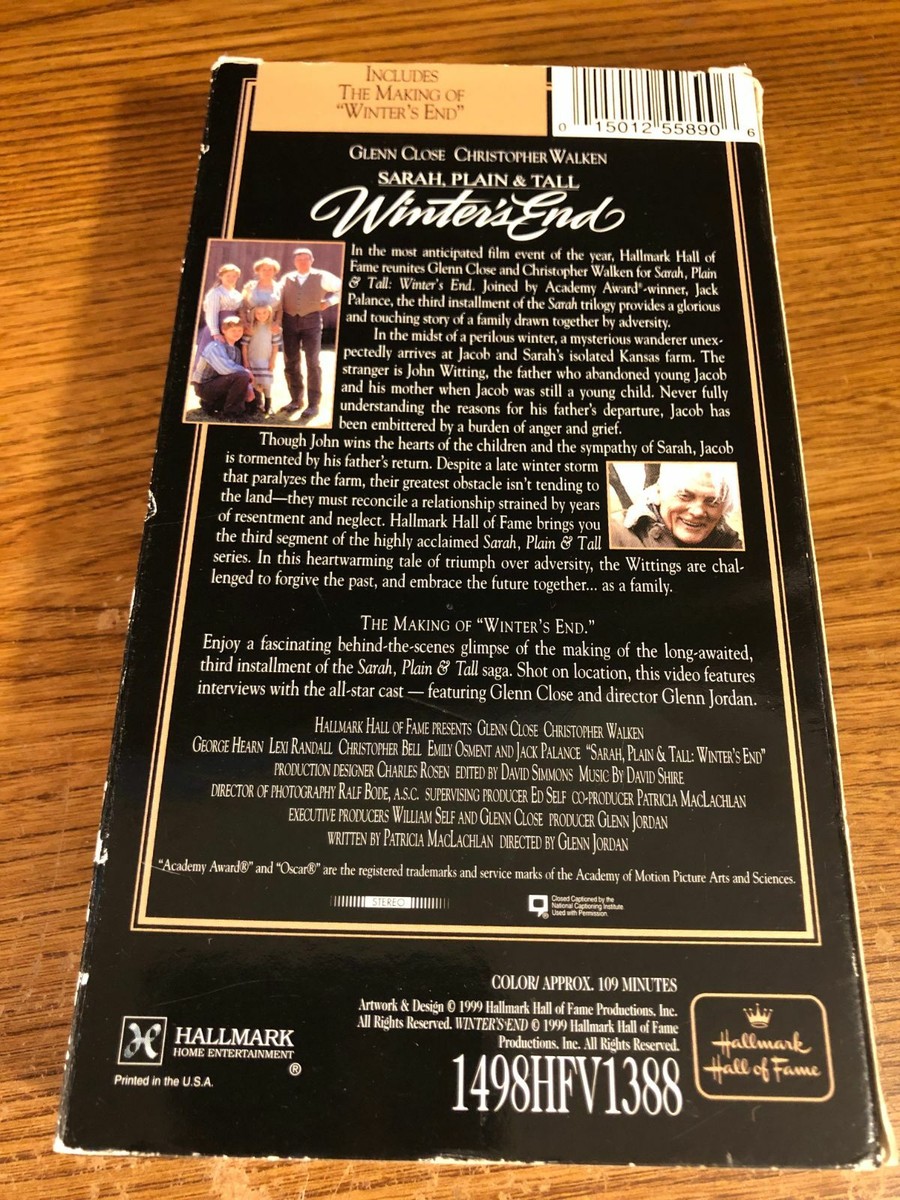 INCLUDES
THE MAKING OF
"WINTER'S END"
0 15012 55890 6
GLENN CLOSE CHRISTOPHER WALKEN
SARAH, PLAIN & TALL
Winter's End
In the most anticipated film event of the year, Hallmark Hall of
Fame reunites Glenn Close and Christopher Walken for Sarah, Plain
& Tall: Winter's End. Joined by Academy Award®-winner, Jack
Palance, the third installment of the Sarah trilogy provides a glorious
and touching story of a family drawn together by adversity.
In the midst of a perilous winter, a mysterious wanderer unex-
pectedly arrives at Jacob and Sarah's isolated Kansas farm. The
stranger is John Witting, the father who abandoned young Jacob
and his mother when Jacob was still a young child. Never fully
understanding the reasons for his father's departure, Jacob has
been embittered by a burden of anger and grief.
Though John wins the hearts of the children and the sympathy of Sarah, Jacob
is tormented by his father's return. Despite a late winter storm
that paralyzes the farm, their greatest obstacle isn't tending to
the land—they must reconcile a relationship strained by years
of resentment and neglect. Hallmark Hall of Fame brings you
the third segment of the highly acclaimed Sarah, Plain & Tall
series. In this heartwarming tale of triumph over adversity, the Wittings are chal-
lenged to forgive the past, and embrace the future together... as a family.
THE MAKING OF "WINTER'S END."
Enjoy a fascinating behind-the-scenes glimpse of the making of the long-awaited,
third installment of the Sarah, Plain & Tall saga. Shot on location, this video features
interviews with the all-star cast — featuring Glenn Close and director Glenn Jordan.
HALLMARK HALL OF FAME PRESENTS GLENN CLOSE CHRISTOPHER WALKEN
GEORGE HEARN LEXI RANDALL CHRISTOPHER BELL EMILY OSMENT AND JACK PALANCE "SARAH, PLAIN & TALL: WINTER'S END"
PRODUCTION DESIGNER CHARLES ROSEN EDITED BY DAVID SIMMONS MUSIC BY DAVID SHIRE
DIRECTOR OF PHOTOGRAPHY RALF BODE, A.S.C. SUPERVISING PRODUCER ED SELF CO-PRODUCER PATRICIA MACLACHLAN
EXECUTIVE PRODUCERS WILLIAM SELF AND GLENN CLOSE PRODUCER GLENN JORDAN
WRITTEN BY PATRICIA MACLACHLAN DIRECTED BY GLENN JORDAN
"Academy Award®" and "Oscar®" are the registered trademarks and service marks of the Academy of Motion Picture Arts and Sciences.
STEREO
Closed Captioned by the
National Captioning Institute.
Used with Permission.
COLOR/ APPROX. 109 MINUTES
Artwork & Design © 1999 Hallmark Hall of Fame Productions, Inc.
All Rights Reserved. WINTER'S END © 1999 Hallmark Hall of Fame
Productions, Inc. All Rights Reserved.
1498HFV1388
HALLMARK
HOME ENTERTAINMENT
®
Printed in the U.S.A.
Hallmark
Hall of Fame